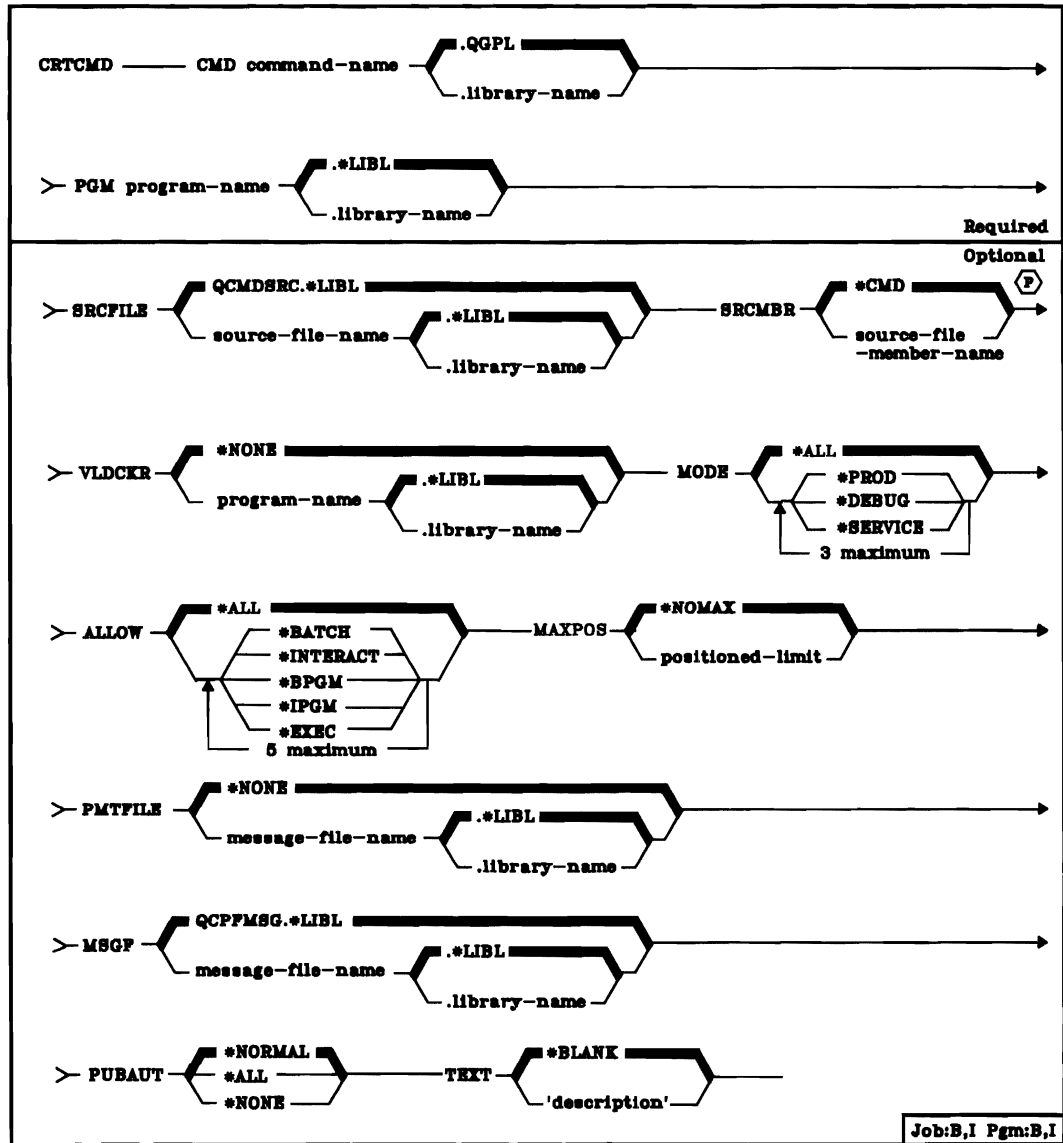 .QGPL
CRTCMD CMD command-name
.library-name
.*LIBL
PGM program-name
.library-name
Required
Optional
QCMDSRC.*LIBL *CMD P
SRCFILE .*LIBL SRCMBR
source-file-name source-file
.library-name -member-name
*NONE *ALL
VLDCKR .*LIBL MODE *PROD
program-name *DEBUG
.library-name *SERVICE
3 maximum
*ALL *NOMAX
ALLOW *BATCH MAXPOS
*INTERACT positioned-limit
*BPGM
*IPGM
*EXEC
5 maximum
*NONE
PMTFILE .*LIBL
message-file-name
.library-name
QCPFMSG.*LIBL
MSGF .*LIBL
message-file-name
.library-name
*NORMAL *BLANK
PUBAUT *ALL TEXT
*NONE 'description'
Job:B,I Pgm:B,I